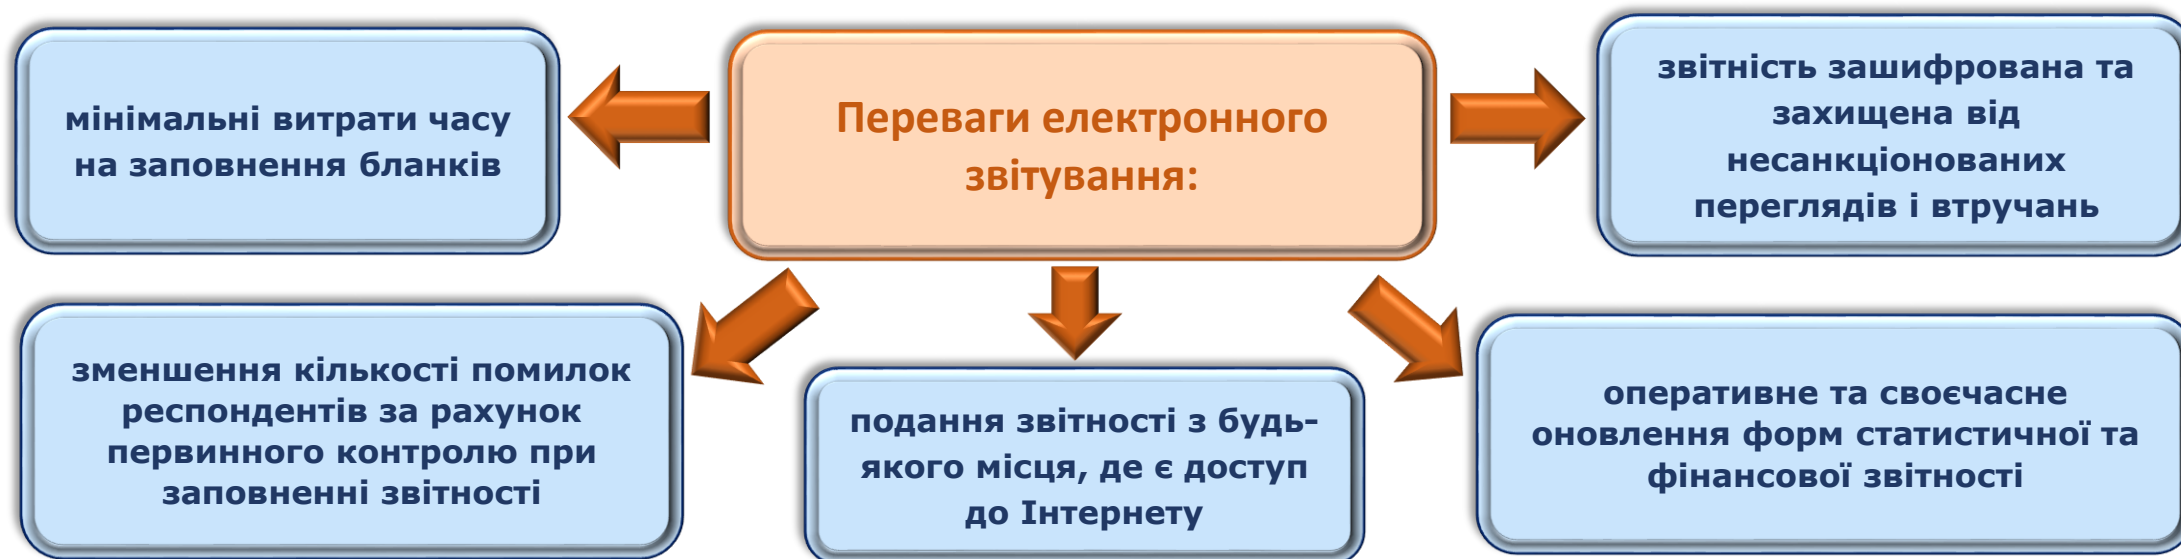 мінімальні витрати часу
на заповнення бланків
Переваги електронного
звітування:
звітність зашифрована та
захищена від
несанкціонованих
переглядів і втручань
зменшення кількості помилок
респондентів за рахунок
первинного контролю при
заповненні звітності
подання звітності з будь-
якого місця, де є доступ
до Інтернету
оперативне та своєчасне
оновлення форм статистичної та
фінансової звітності